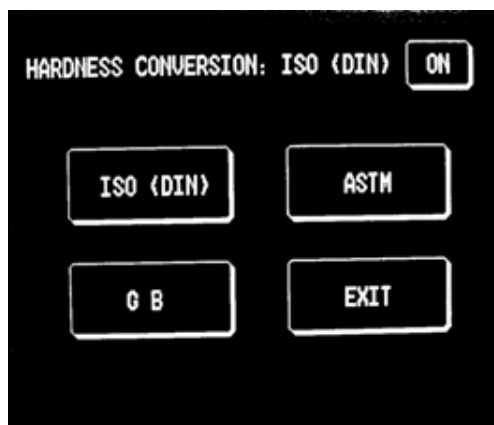 HARDNESS CONVERSION: ISO (DIN) ON
ISO (DIN) ASTM
G B EXIT